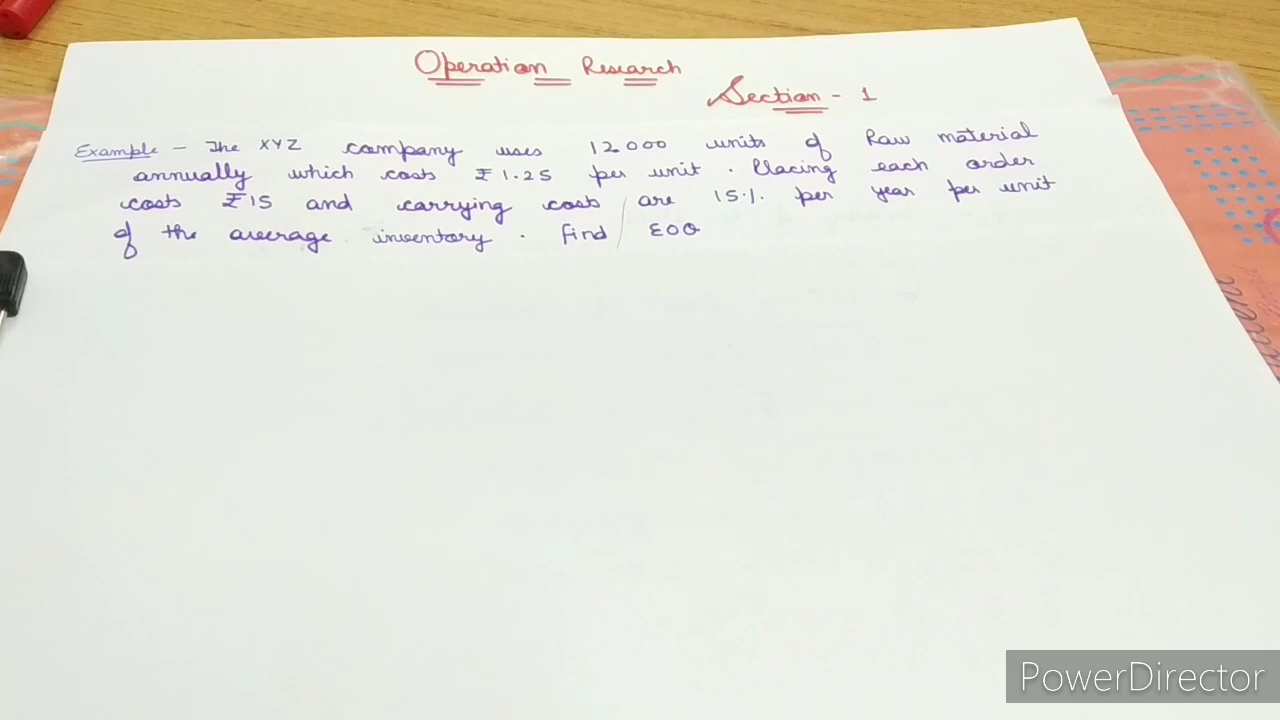 Operation Research
Section - 1
Example - The XYZ company uses 12000 units of Raw material
annually which costs ₹1.25 per unit. Placing each order
costs ₹15 and carrying costs are 15% per year per unit
of the average inventory. Find EOQ
PowerDirector